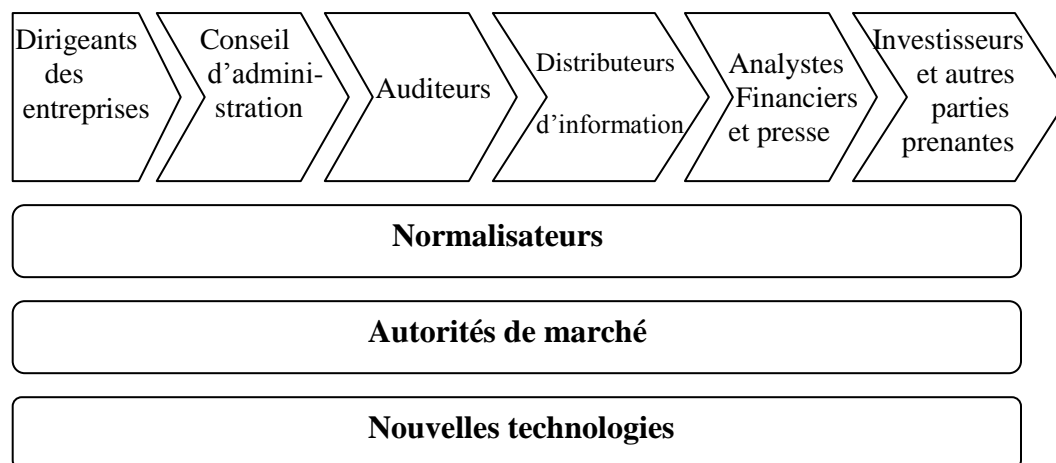 Dirigeants
des
entreprises
Conseil
d’admini-
stration
Auditeurs
Distributeurs
d’information
Analystes
Financiers
et presse
Investisseurs
et autres
parties
prenantes
Normalisateurs
Autorités de marché
Nouvelles technologies